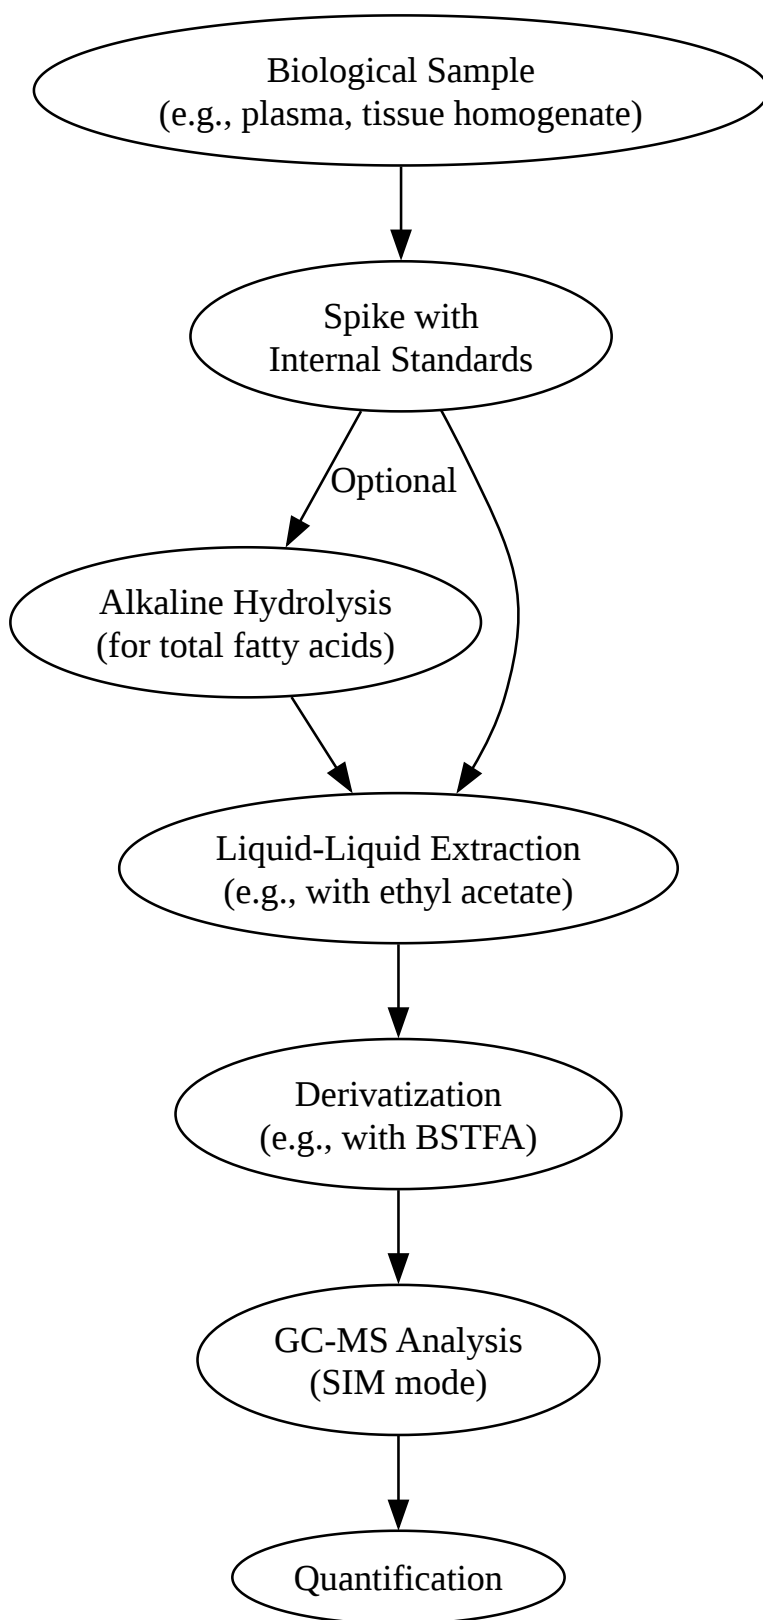 Biological Sample
(e.g., plasma, tissue homogenate)
Spike with
Internal Standards
Optional
Alkaline Hydrolysis
(for total fatty acids)
Liquid-Liquid Extraction
(e.g., with ethyl acetate)
Derivatization
(e.g., with BSTFA)
GC-MS Analysis
(SIM mode)
Quantification